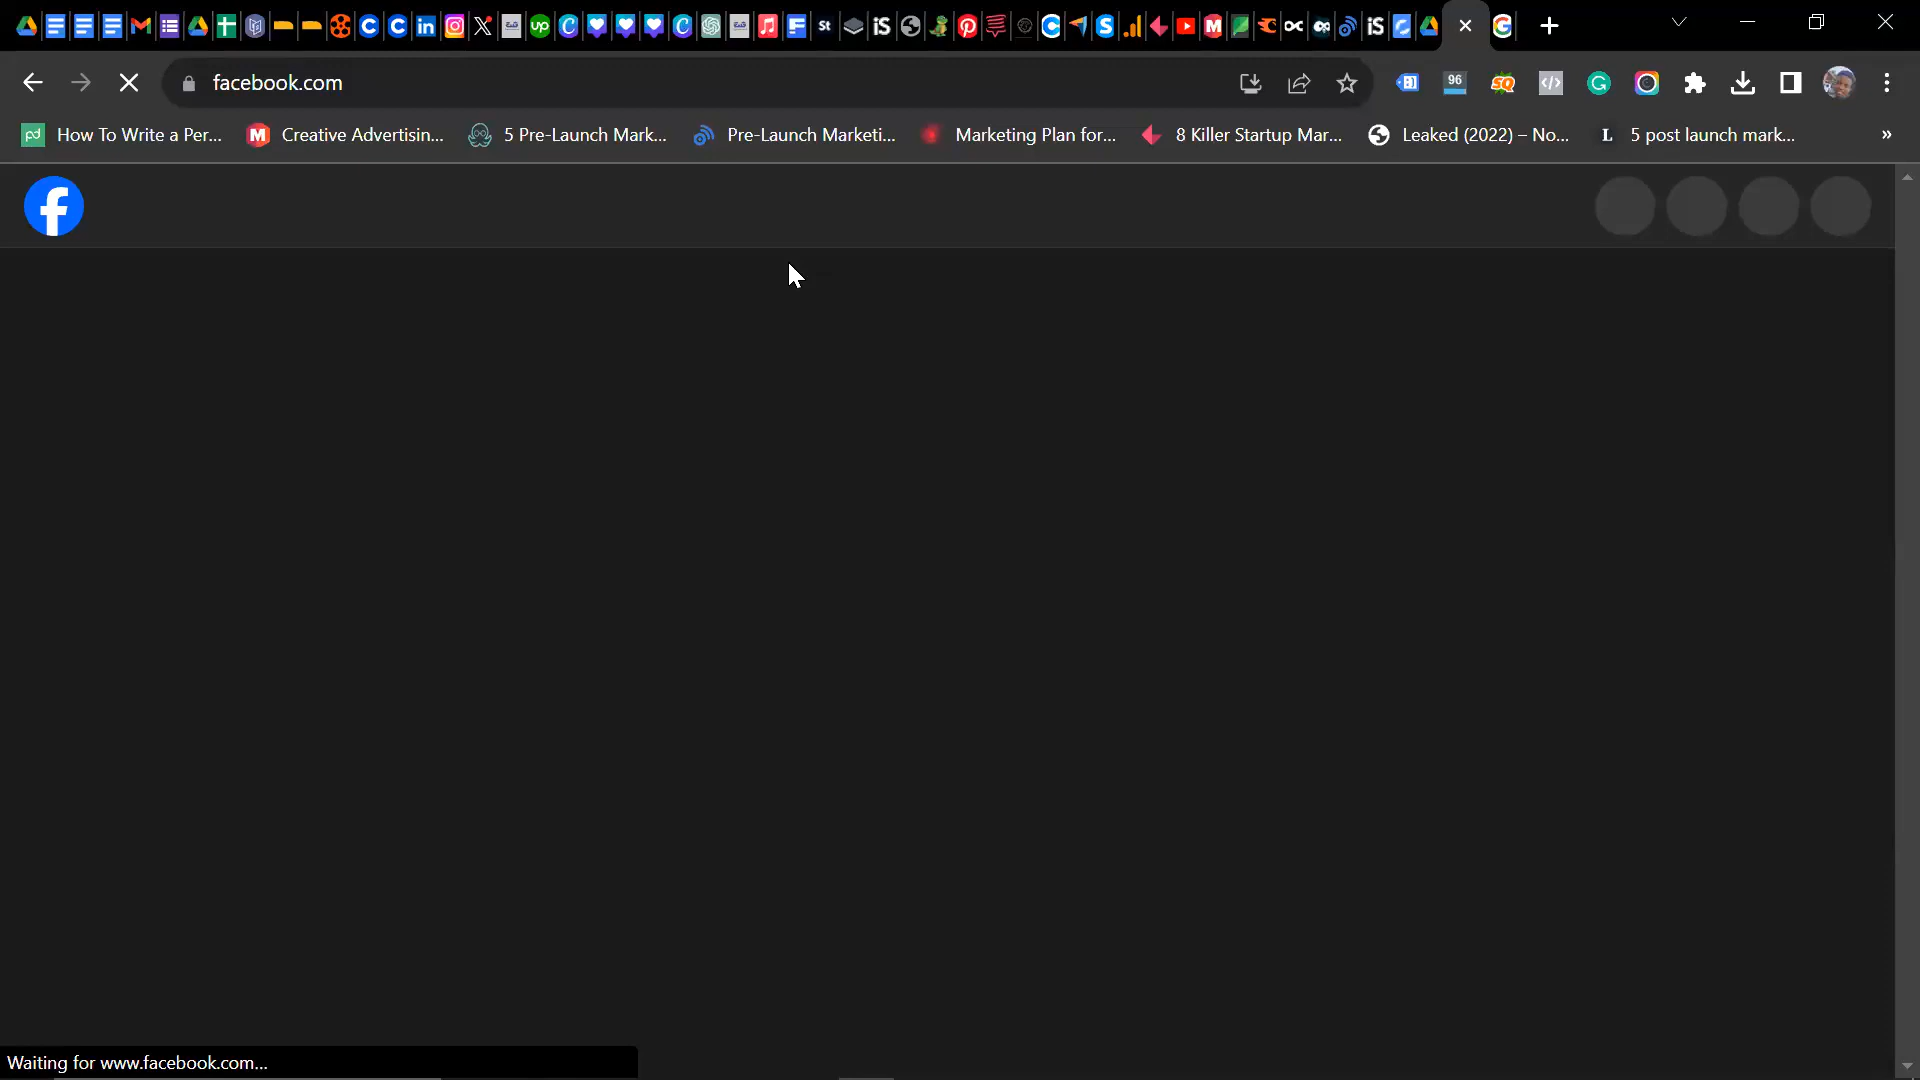 facebook.com
96
How To Write a Per...
Creative Advertisin...
5 Pre-Launch Mark...
Pre-Launch Marketi...
Marketing Plan for...
8 Killer Startup Mar...
Leaked (2022) – No...
5 post launch mark...
Waiting for www.facebook.com...